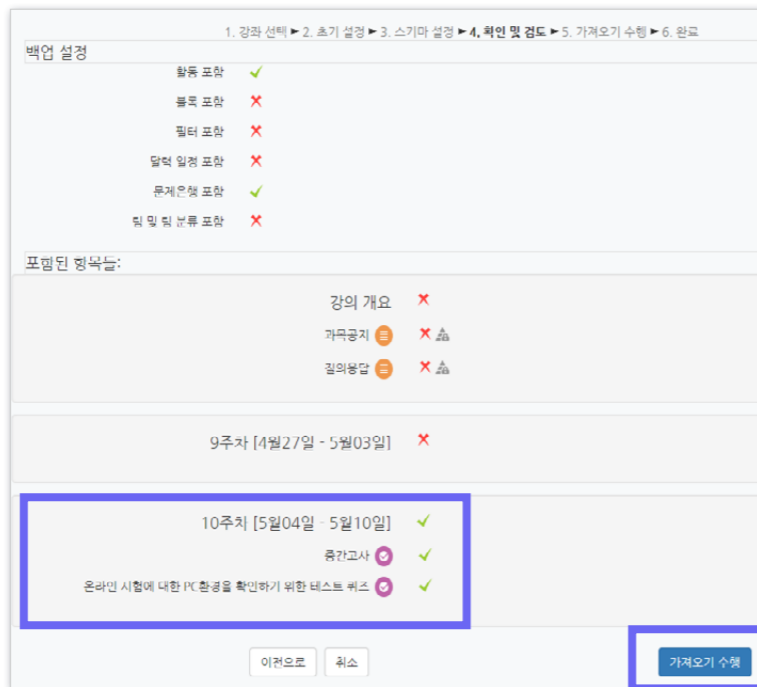 1. 강좌 선택 ► 2. 초기 설정 ► 3. 스키마 설정 ► 4. 확인 및 검토 ► 5. 가져오기 수행 ► 6. 완료
백업 설정
활동 포함
블록 포함
필터 포함
달력 일정 포함
문제은행 포함
팀 및 팀 분류 포함
포함된 항목들:
강의 개요
과목공지
질의응답
9주차 [4월27일 - 5월03일]
10주차 [5월04일 - 5월10일]
중간고사
온라인 시험에 대한 PC환경을 확인하기 위한 테스트 퀴즈
이전으로 취소 가져오기 수행